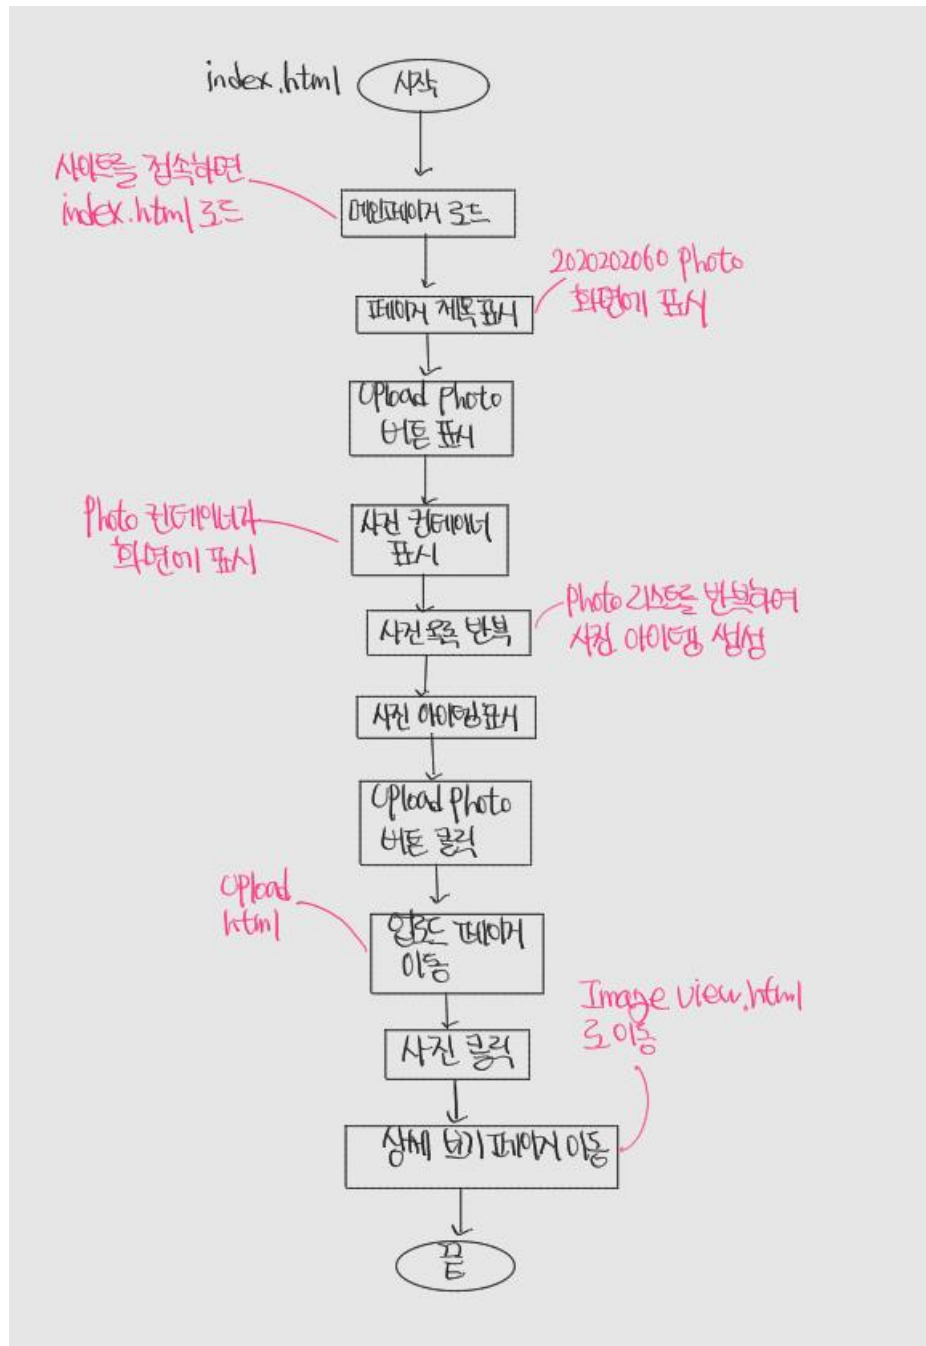 index.html
시작
사이트를 접속하면
index.html 로드
메인페이지 로드
2020202060 Photo
화면에 표시
페이지 제목표시
Upload Photo
버튼 표시
Photo 컨테이너가
화면에 표시
사진 컨테이너
표시
사진목록 반복
Photo 리스트를 반복하여
사진 아이템 생성
사진 아이템표시
Upload Photo
버튼 클릭
Upload
html
업로드 페이지
이동
Image view.html
로 이동
사진 클릭
상세 보기 페이지 이동
끝